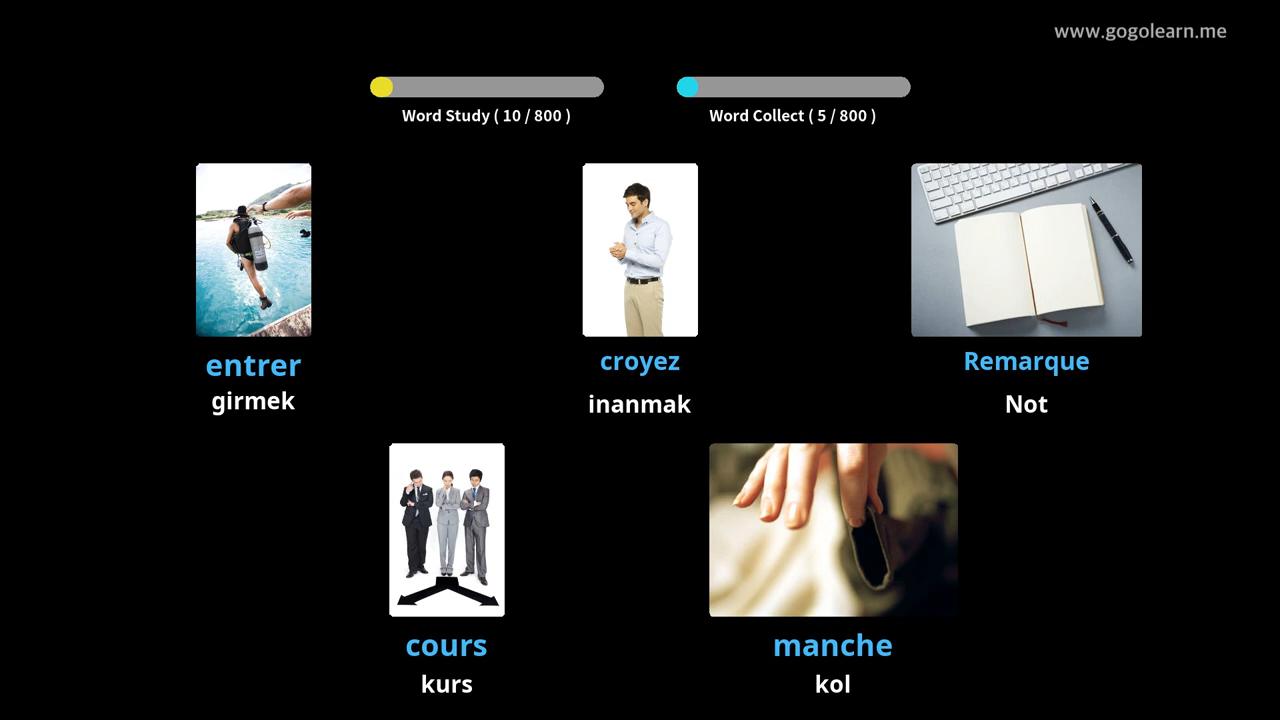 www.gogolearn.me
Word Study ( 10 / 800 )
Word Collect ( 5 / 800 )
entrer
girmek
croyez
inanmak
Remarque
Not
cours
kurs
manche
kol